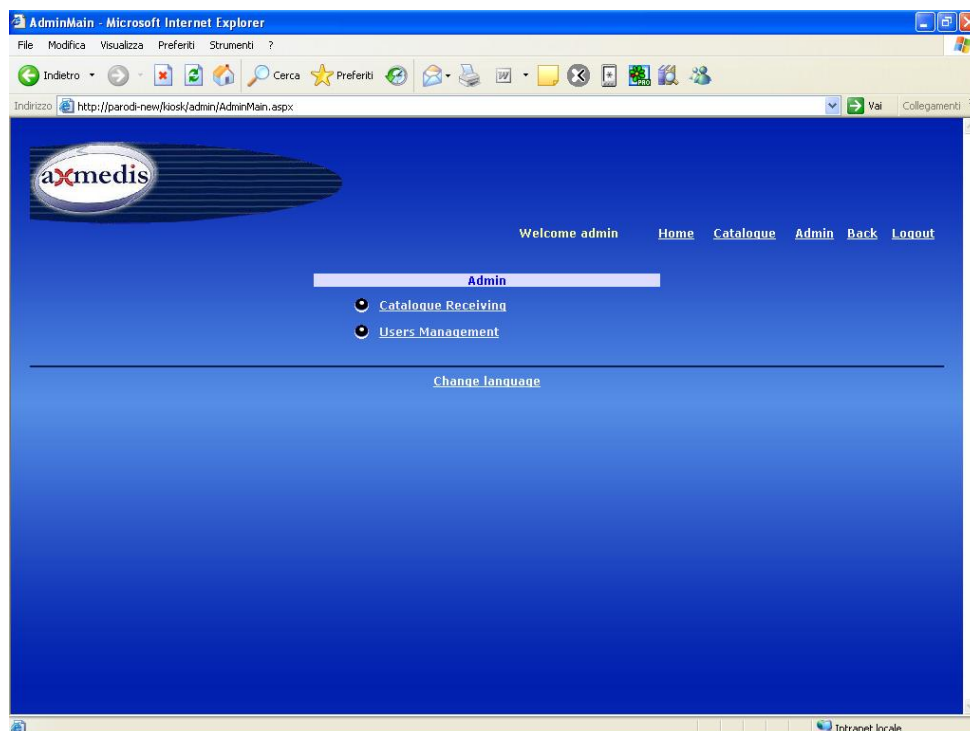 AdminMain - Microsoft Internet Explorer
File Modifica Visualizza Preferiti Strumenti ?
Indietro Cerca Preferiti
Indirizzo http://parodi-new/kiosk/admin/AdminMain.aspx Vai Collegamenti
axmedis
Welcome admin Home Catalogue Admin Back Logout
Admin
Catalogue Receiving
Users Management
Change language
Intranet locale